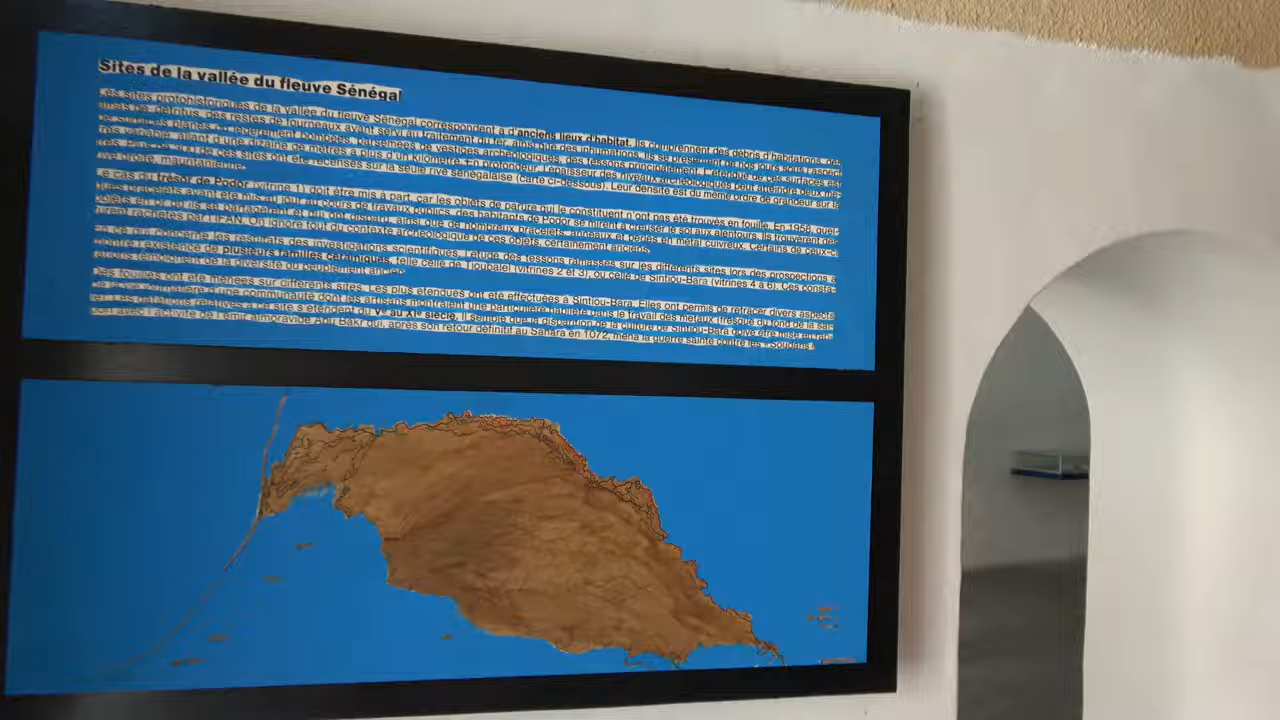 Sites de la vallée du fleuve Sénégal
Les sites protohistoriques de la vallée du fleuve Sénégal correspondent à d'anciens lieux d'habitat. Ils comprennent des débris d'habitations, des
amas de détritus, des restes de fourneaux ayant servi au traitement du fer, ainsi que des inhumations. Ils se présentent de nos jours sous l'aspect
de surfaces planes ou légèrement bombées, parsemées de vestiges archéologiques, des tessons principalement. L'étendue de ces surfaces est
très variable, allant d'une dizaine de mètres à plus d'un kilomètre. En profondeur, l'épaisseur des niveaux archéologiques peut atteindre deux mè-
tres. Plus de 300 de ces sites ont été recensés sur la seule rive sénégalaise (carte ci-dessous). Leur densité est du même ordre de grandeur sur la
rive droite, mauritanienne.
Le cas du trésor de Podor (vitrine 1) doit être mis à part, car les objets de parure qui le constituent n'ont pas été trouvés en fouille. En 1958, quel-
ques bracelets ayant été mis au jour au cours de travaux publics, des habitants de Podor se mirent à creuser le sol aux alentours. Ils trouvèrent des
objets en or qu'ils se partagèrent et qui ont disparu, ainsi que de nombreux bracelets, anneaux et perles en métal cuivreux. Certains de ceux-ci
furent rachetés par l'IFAN. On ignore tout du contexte archéologique de ces objets, certainement anciens.
En ce qui concerne les résultats des investigations scientifiques, l'étude des tessons ramassés sur les différents sites lors des prospections a
montré l'existence de plusieurs familles céramiques, telle celle de Tioubalel (vitrines 2 et 3), ou celle de Sintiou-Bara (vitrines 4 à 6). Ces consta-
tations témoignent de la diversité du peuplement ancien.
Des fouilles ont été menées sur différents sites. Les plus étendues ont été effectuées à Sintiou-Bara. Elles ont permis de retracer divers aspects
de la vie journalière d'une communauté dont les artisans montraient une particulière habileté dans le travail des métaux (fresque du fond de la sal-
le). Les datations relatives à ce site s'étendent du Ve au XIe siècle. Il semble que la disparition de la culture de Sintiou-Bara doive être mise en rap-
port avec l'activité de l'émir almoravide Abu Bakr qui, après son retour définitif au Sahara en 1072, mena la guerre sainte contre les «Soudans».